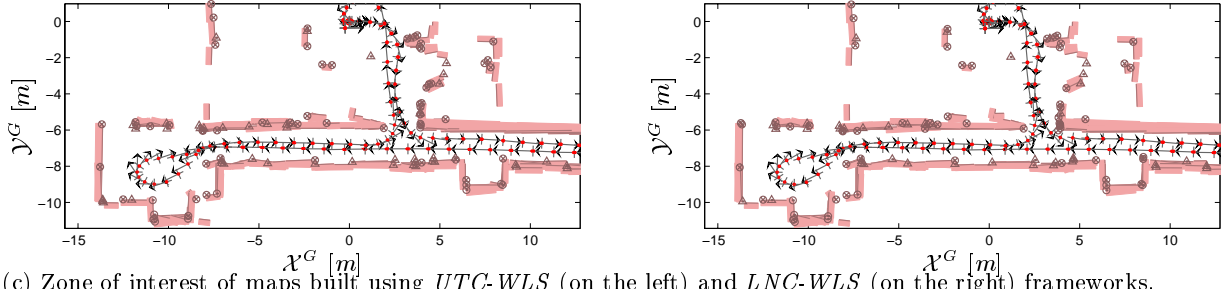 0
−2
−4
−6
−8
−10
𝒴^G [m]
−15 −10 −5 0 5 10
𝒳^G [m]
0
−2
−4
−6
−8
−10
𝒴^G [m]
−15 −10 −5 0 5 10
𝒳^G [m]
(c) Zone of interest of maps built using UTC-WLS (on the left) and LNC-WLS (on the right) frameworks.